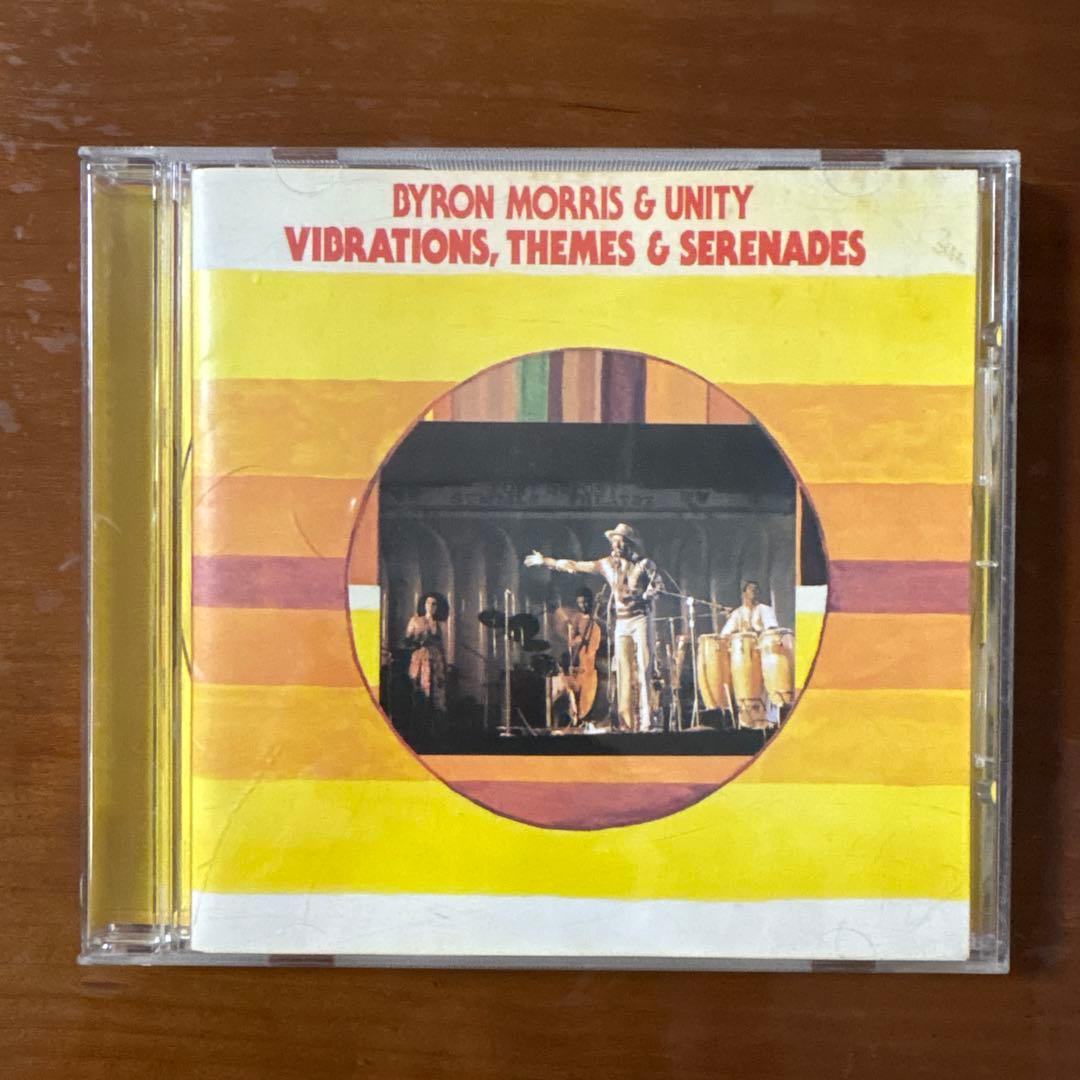 BYRON MORRIS & UNITY
VIBRATIONS, THEMES & SERENADES